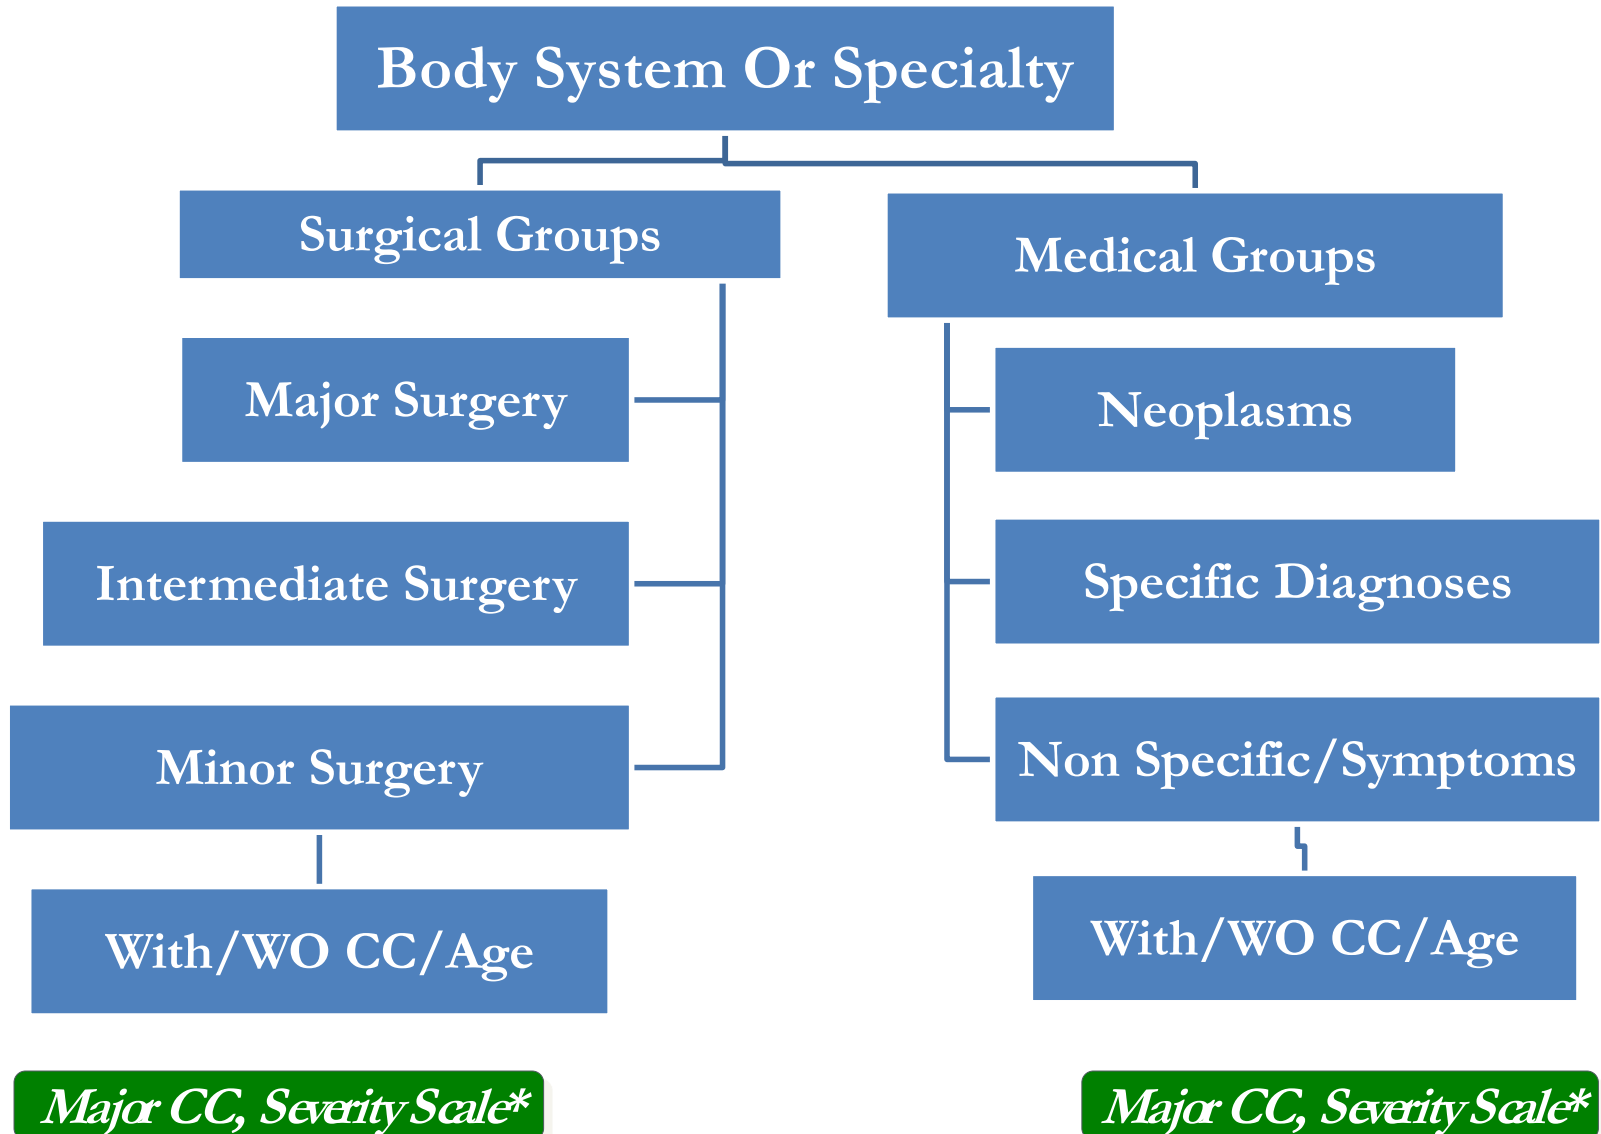 Body System Or Specialty
Surgical Groups
Medical Groups
Major Surgery
Neoplasms
Intermediate Surgery
Specific Diagnoses
Minor Surgery
Non Specific/Symptoms
With/WO CC/Age
With/WO CC/Age
Major CC, Severity Scale*
Major CC, Severity Scale*